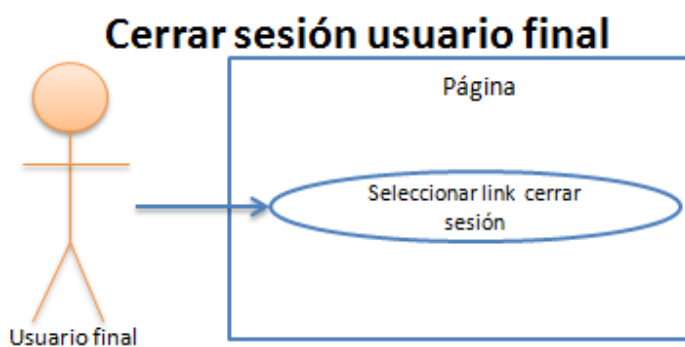 Cerrar sesión usuario final
Página
Seleccionar link cerrar
sesión
Usuario final